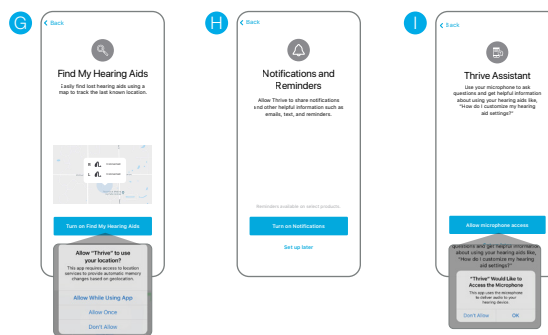 G
Back
Find My Hearing Aids
Easily find lost hearing aids using a
map to track the last known location.
R
L
Turn on Find My Hearing Aids
Allow "Thrive" to use
your location?
This app requires access to location
services to provide automatic memory
changes based on geolocation.
Allow While Using App
Allow Once
Don't Allow
H
Back
Notifications and
Reminders
Allow Thrive to share notifications
and other helpful information such as
emails, text, and reminders.
Reminders available on select products.
Turn on Notifications
Set up later
I
Back
Thrive Assistant
Use your microphone to ask
questions and get helpful information
about using your hearing aids like,
"How do I customize my hearing
aid settings?"
Allow microphone access
questions and get helpful information
about using your hearing aids like,
"How do I customize my hearing
aid settings?"
"Thrive" Would Like to
Access the Microphone
This app uses the microphone
to deliver audio to your
hearing device.
Don't Allow
OK